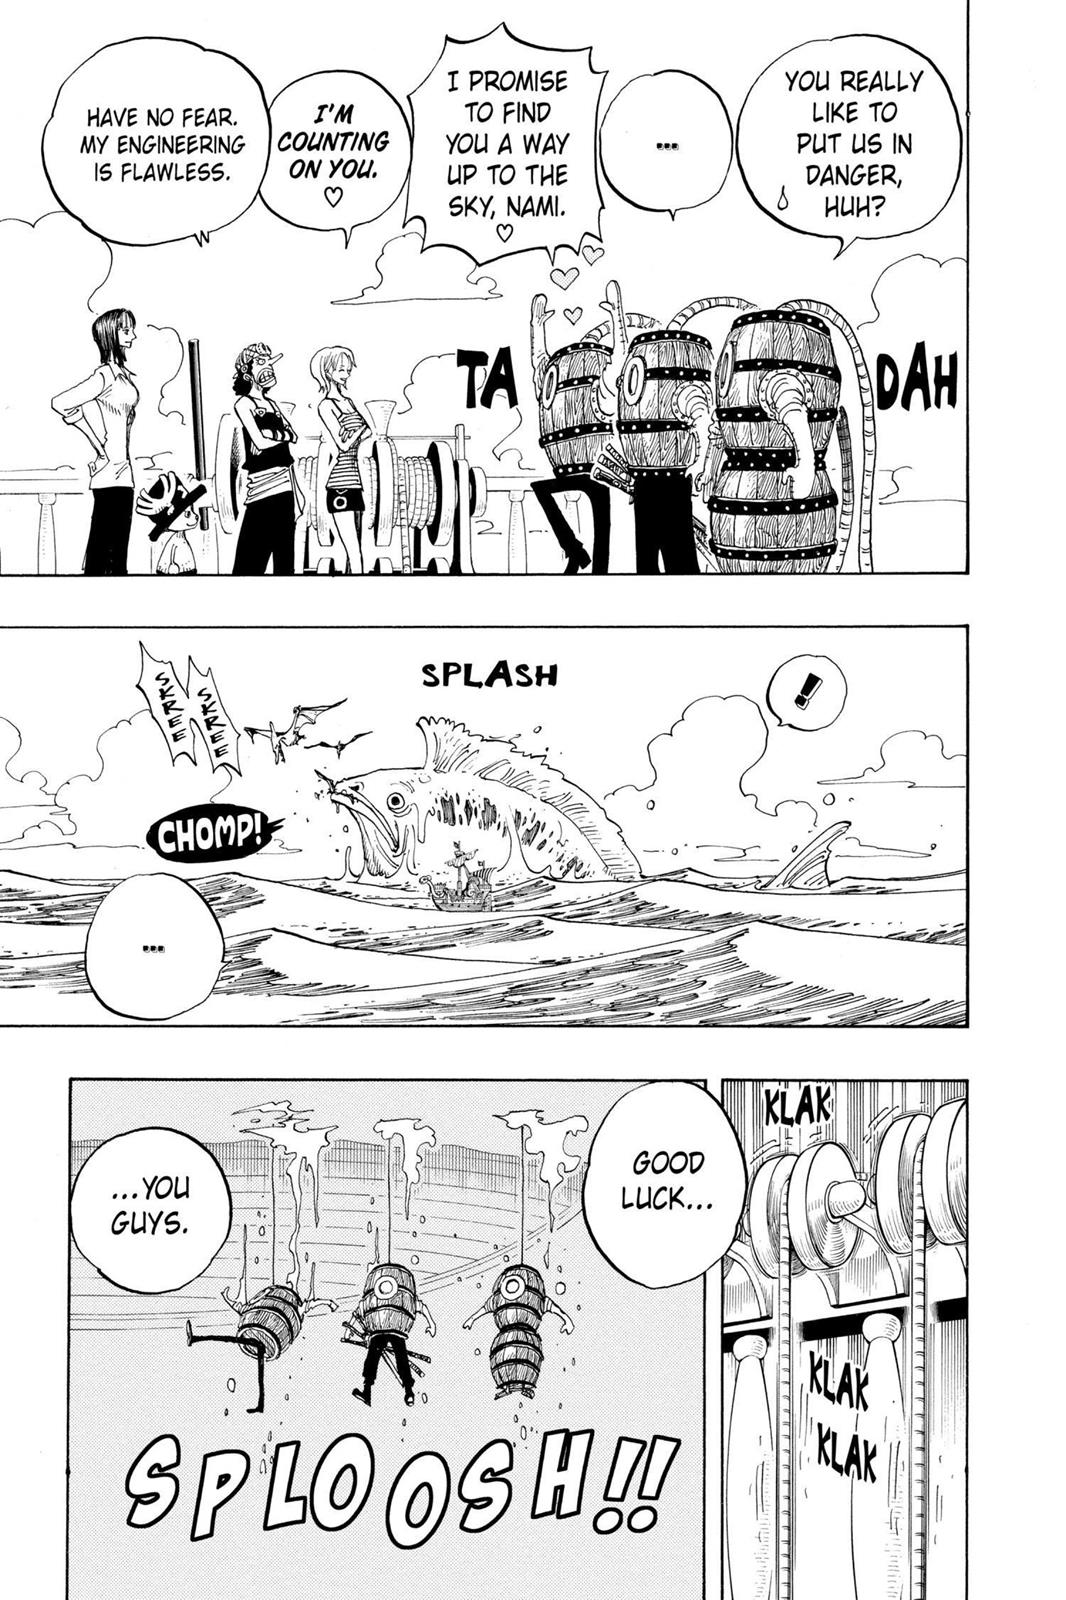 YOU REALLY
LIKE TO
PUT US IN
DANGER,
HUH?
...
I PROMISE
TO FIND
YOU A WAY
UP TO THE
SKY, NAMI.
♡
I'M
COUNTING
ON YOU.
♡
HAVE NO FEAR.
MY ENGINEERING
IS FLAWLESS.
TA
DAH
!
SPLASH
SKREE
SKREE
CHOMP!
...
KLAK
KLAK
KLAK
GOOD
LUCK...
...YOU
GUYS.
SPLOOSH!!